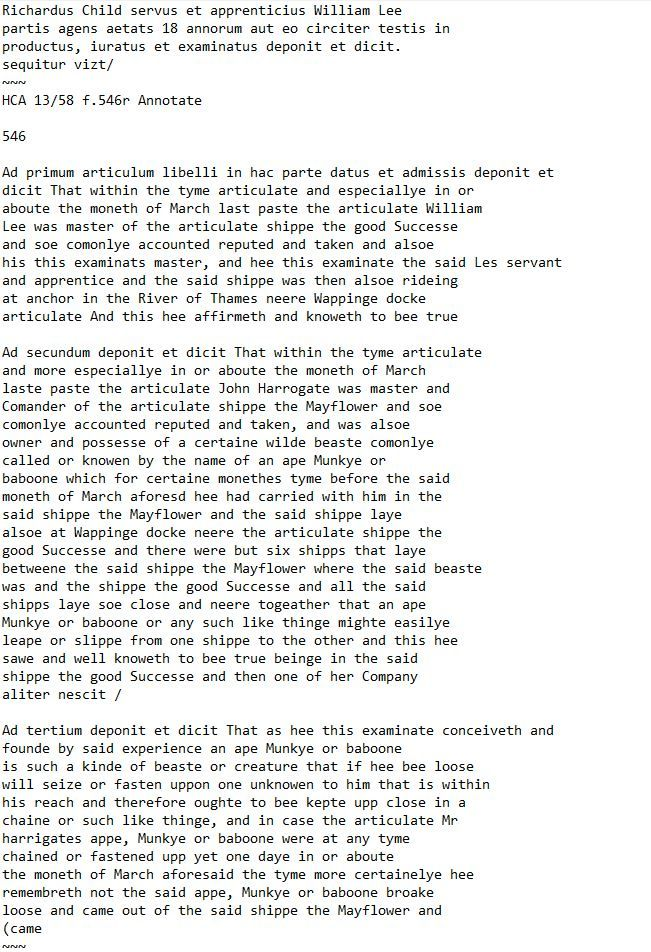 Richardus Child servus et apprenticius William Lee
partis agens aetats 18 annorum aut eo circiter testis in
productus, iuratus et examinatus deponit et dicit.
sequitur vizt/
~~~
HCA 13/58 f.546r Annotate
546
Ad primum articulum libelli in hac parte datus et admissis deponit et
dicit That within the tyme articulate and especiallye in or
aboute the moneth of March last paste the articulate William
Lee was master of the articulate shippe the good Successe
and soe comonlye accounted reputed and taken and alsoe
his this examinats master, and hee this examinate the said Les servant
and apprentice and the said shippe was then alsoe rideing
at anchor in the River of Thames neere Wappinge docke
articulate And this hee affirmeth and knoweth to bee true
Ad secundum deponit et dicit That within the tyme articulate
and more especiallye in or aboute the moneth of March
laste paste the articulate John Harrogate was master and
Comander of the articulate shippe the Mayflower and soe
comonlye accounted reputed and taken, and was alsoe
owner and possesse of a certaine wilde beaste comonlye
called or knowen by the name of an ape Munkye or
baboone which for certaine monethes tyme before the said
moneth of March aforesd hee had carried with him in the
said shippe the Mayflower and the said shippe laye
alsoe at Wappinge docke neere the articulate shippe the
good Successe and there were but six shipps that laye
betweene the said shippe the Mayflower where the said beaste
was and the shippe the good Successe and all the said
shipps laye soe close and neere togeather that an ape
Munkye or baboone or any such like thinge mighte easilye
leape or slippe from one shippe to the other and this hee
sawe and well knoweth to bee true beinge in the said
shippe the good Successe and then one of her Company
aliter nescit /
Ad tertium deponit et dicit That as hee this examinate conceiveth and
founde by said experience an ape Munkye or baboone
is such a kinde of beaste or creature that if hee bee loose
will seize or fasten uppon one unknowen to him that is within
his reach and therefore oughte to bee kepte upp close in a
chaine or such like thinge, and in case the articulate Mr
harrigates appe, Munkye or baboone were at any tyme
chained or fastened upp yet one daye in or aboute
the moneth of March aforesaid the tyme more certainelye hee
remembreth not the said appe, Munkye or baboone broake
loose and came out of the said shippe the Mayflower and
(came
~~~